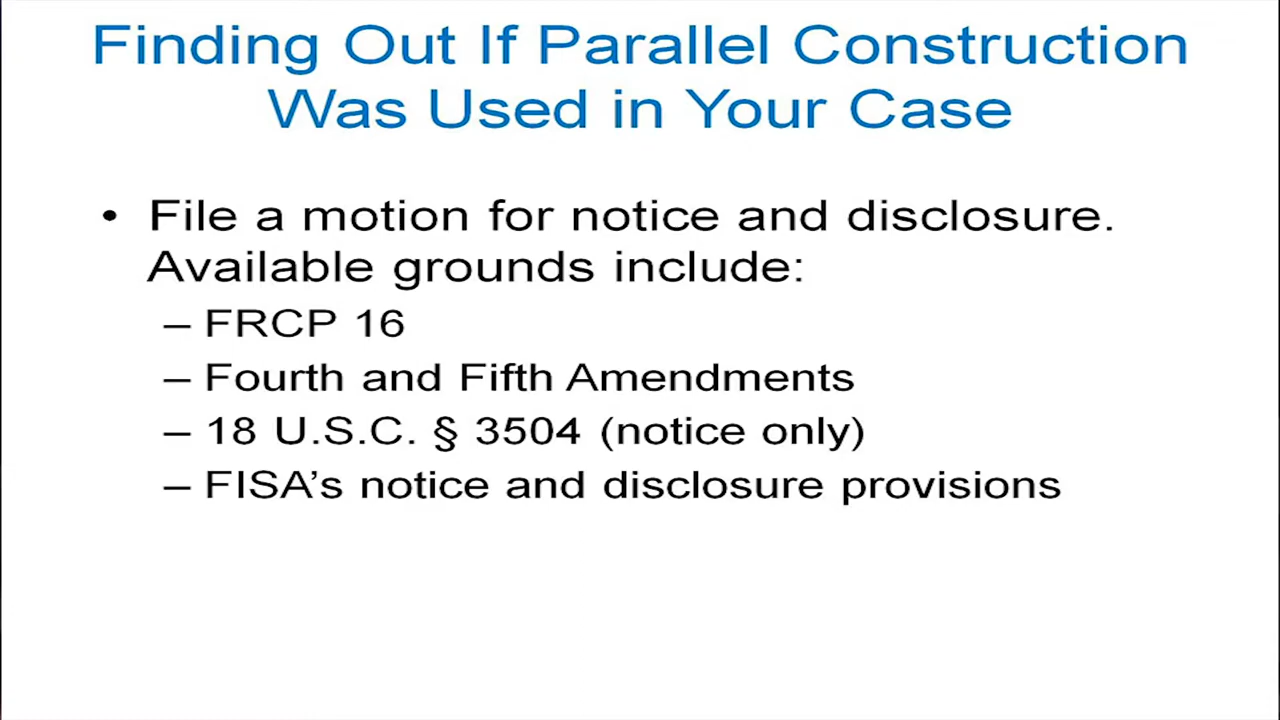 Finding Out If Parallel Construction
Was Used in Your Case
• File a motion for notice and disclosure.
Available grounds include:
– FRCP 16
– Fourth and Fifth Amendments
– 18 U.S.C. § 3504 (notice only)
– FISA’s notice and disclosure provisions